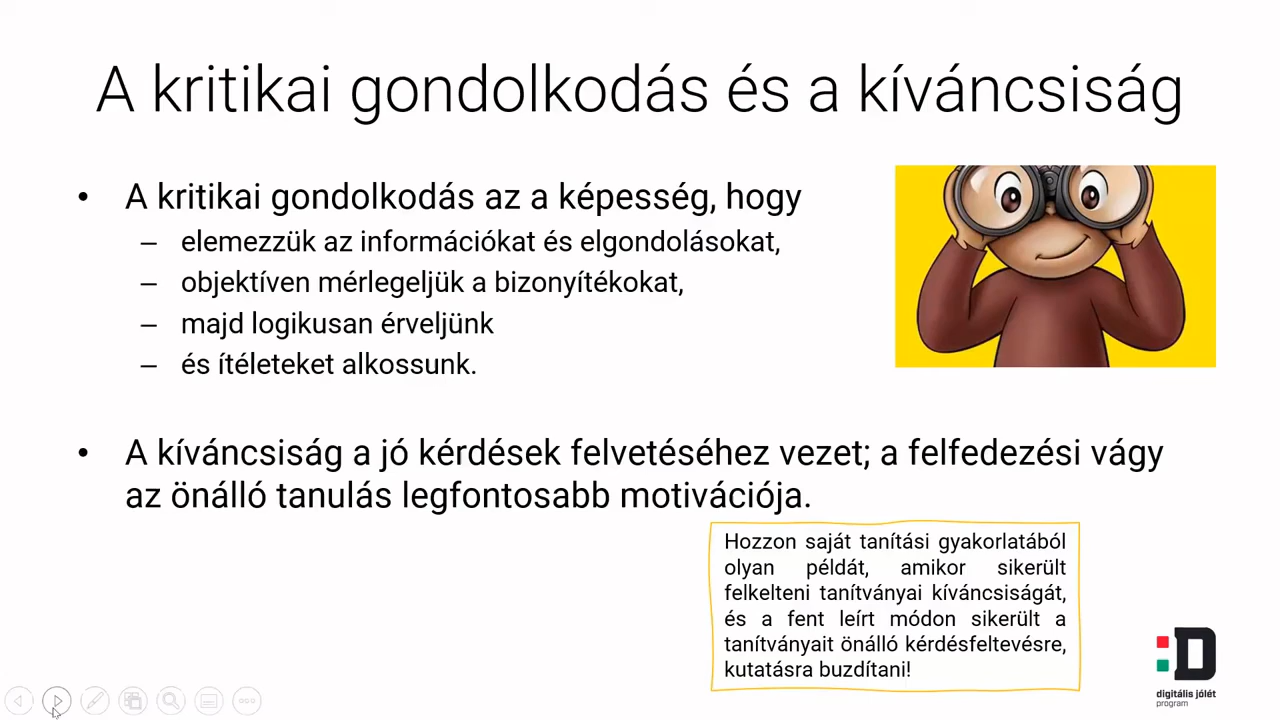 A kritikai gondolkodás és a kíváncsiság
• A kritikai gondolkodás az a képesség, hogy
– elemezzük az információkat és elgondolásokat,
– objektíven mérlegeljük a bizonyítékokat,
– majd logikusan érveljünk
– és ítéleteket alkossunk.
• A kíváncsiság a jó kérdések felvetéséhez vezet; a felfedezési vágy
az önálló tanulás legfontosabb motivációja.
Hozzon saját tanítási gyakorlatából
olyan példát, amikor sikerült
felkelteni tanítványai kíváncsiságát,
és a fent leírt módon sikerült a
tanítványait önálló kérdésfeltevésre,
kutatásra buzdítani!
:D
digitális jólét
program